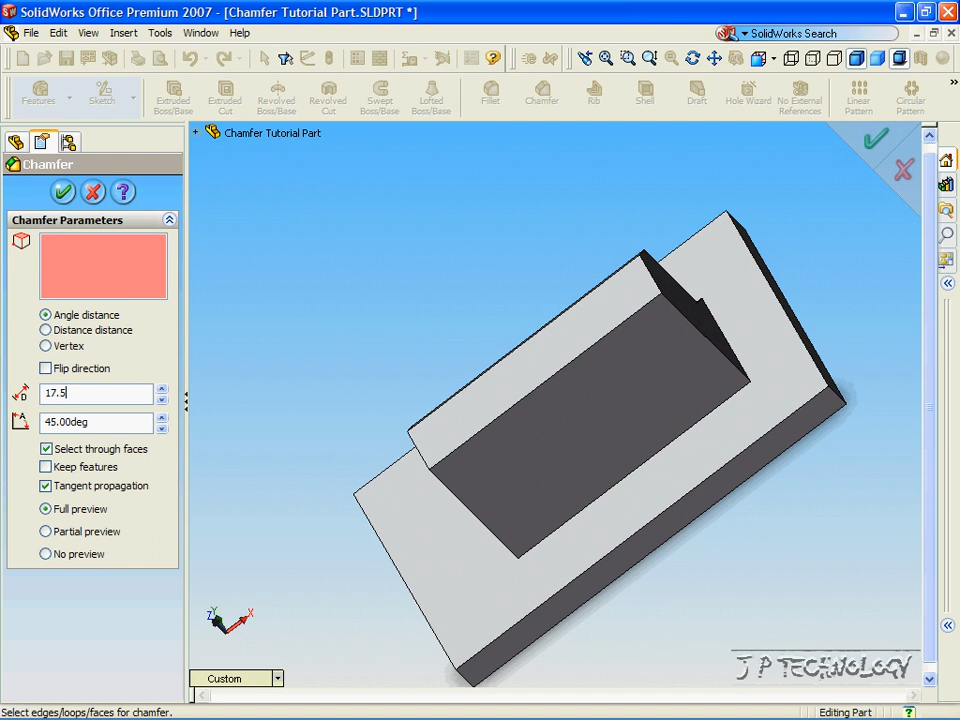 SolidWorks Office Premium 2007 - [Chamfer Tutorial Part.SLDPRT *]
File Edit View Insert Tools Window Help
SolidWorks Search
Features
Sketch
Extruded Boss/Base
Extruded Cut
Revolved Boss/Base
Revolved Cut
Swept Boss/Base
Lofted Boss/Base
Fillet
Chamfer
Rib
Shell
Draft
Hole Wizard
No External References
Linear Pattern
Circular Pattern
Chamfer Tutorial Part
Chamfer
Chamfer Parameters
Angle distance
Distance distance
Vertex
Flip direction
17.5
45.00deg
Select through faces
Keep features
Tangent propagation
Full preview
Partial preview
No preview
Z Y X
Custom
J P TECHNOLOGY
Select edges/loops/faces for chamfer.
Editing Part